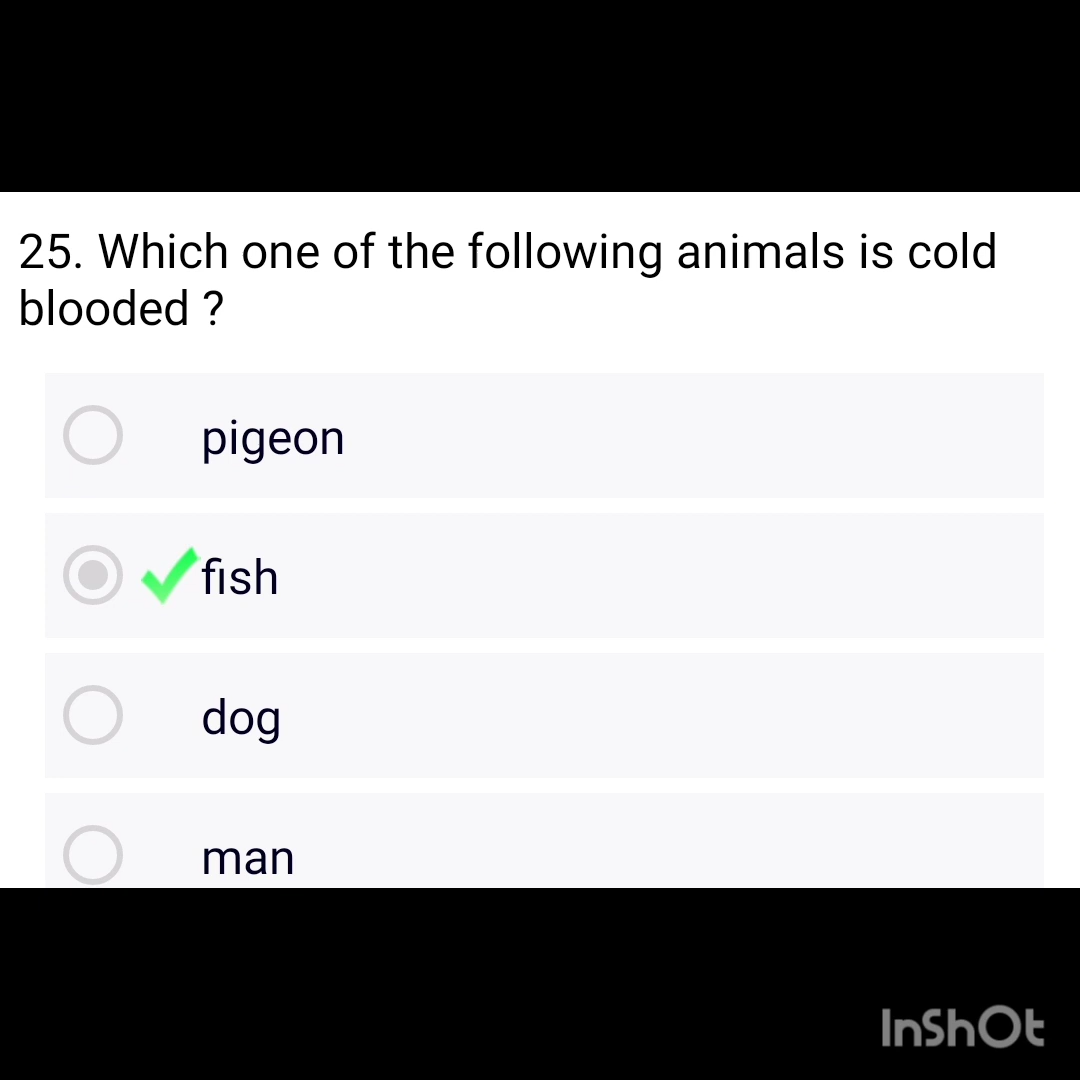 25. Which one of the following animals is cold
blooded ?
pigeon
fish
dog
man
InShOt